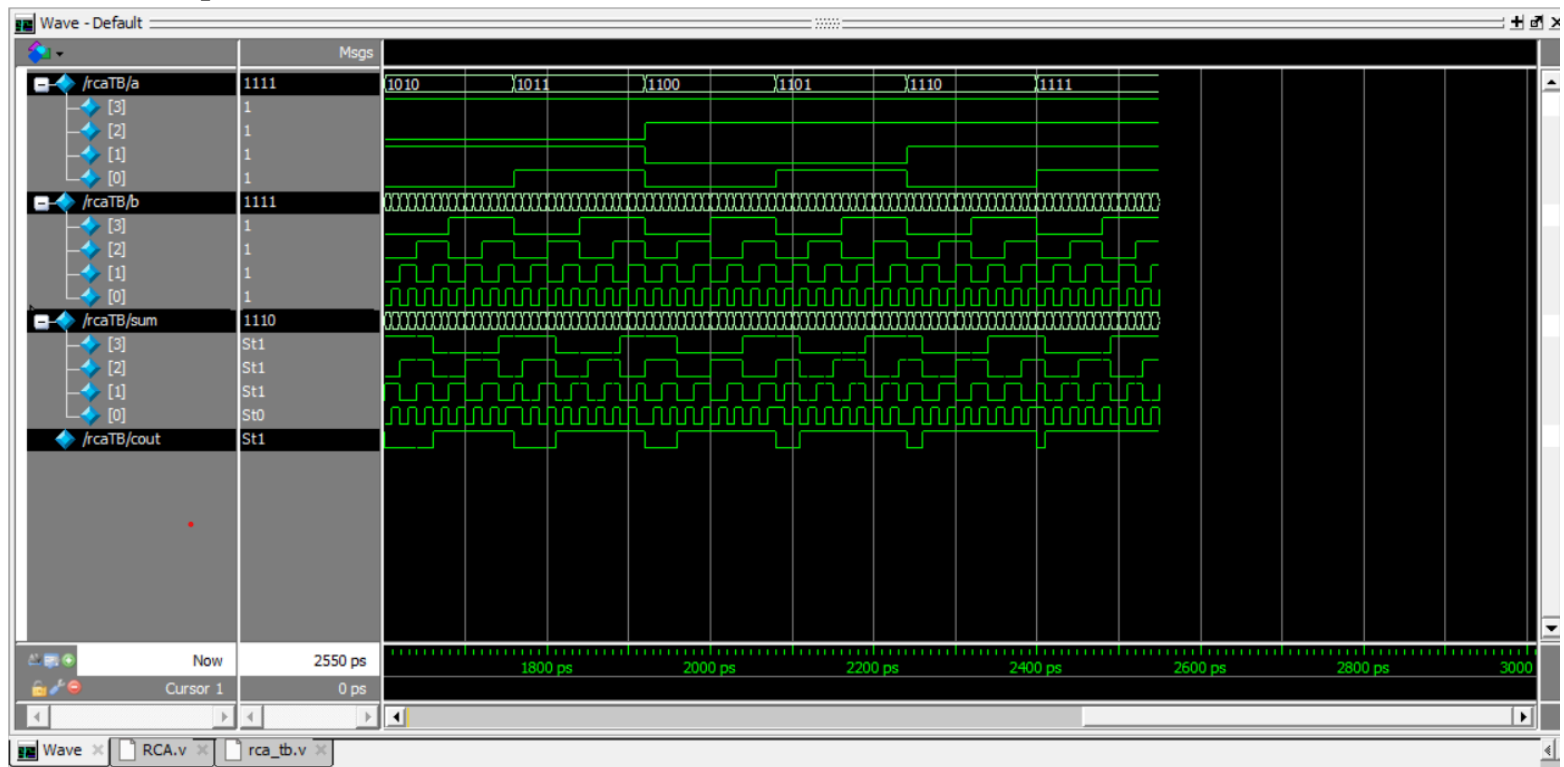 Wave - Default
Msgs
/rcaTB/a 1111 1010 1011 1100 1101 1110 1111
[3] 1
[2] 1
[1] 1
[0] 1
/rcaTB/b 1111
[3] 1
[2] 1
[1] 1
[0] 1
/rcaTB/sum 1110
[3] St1
[2] St1
[1] St1
[0] St0
/rcaTB/cout St1
Now 2550 ps 1800 ps 2000 ps 2200 ps 2400 ps 2600 ps 2800 ps 3000
Cursor 1 0 ps
Wave RCA.v rca_tb.v